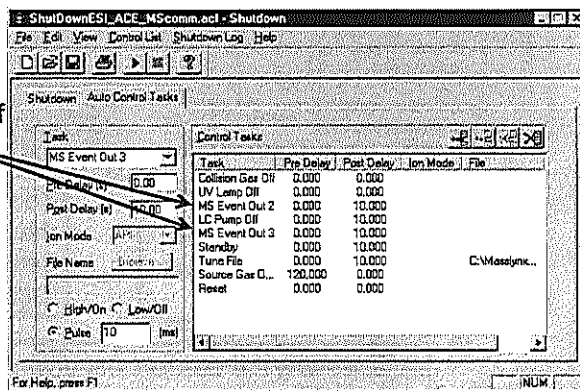 ShutDownESI_ACE_MScomm.acl - Shutdown
File Edit View Control List Shutdown Log Help
Shutdown Auto Control Tasks
f
Task
MS Event Out 3
Pre Delay (s) 0.00
Post Delay (s) 10.00
Ion Mode API
File Name
High/On Low/Off
Pulse 10 (ms)
Control Tasks
Task Pre Delay Post Delay Ion Mode File
Collision Gas Off 0.000 0.000
UV Lamp Off 0.000 0.000
MS Event Out 2 0.000 10.000
LC Pump Off 0.000 10.000
MS Event Out 3 0.000 10.000
Standby 0.000 10.000
Tune File 0.000 10.000 C:\Masslynx...
Source Gas O... 120.000 0.000
Reset 0.000 0.000
For Help, press F1
NUM